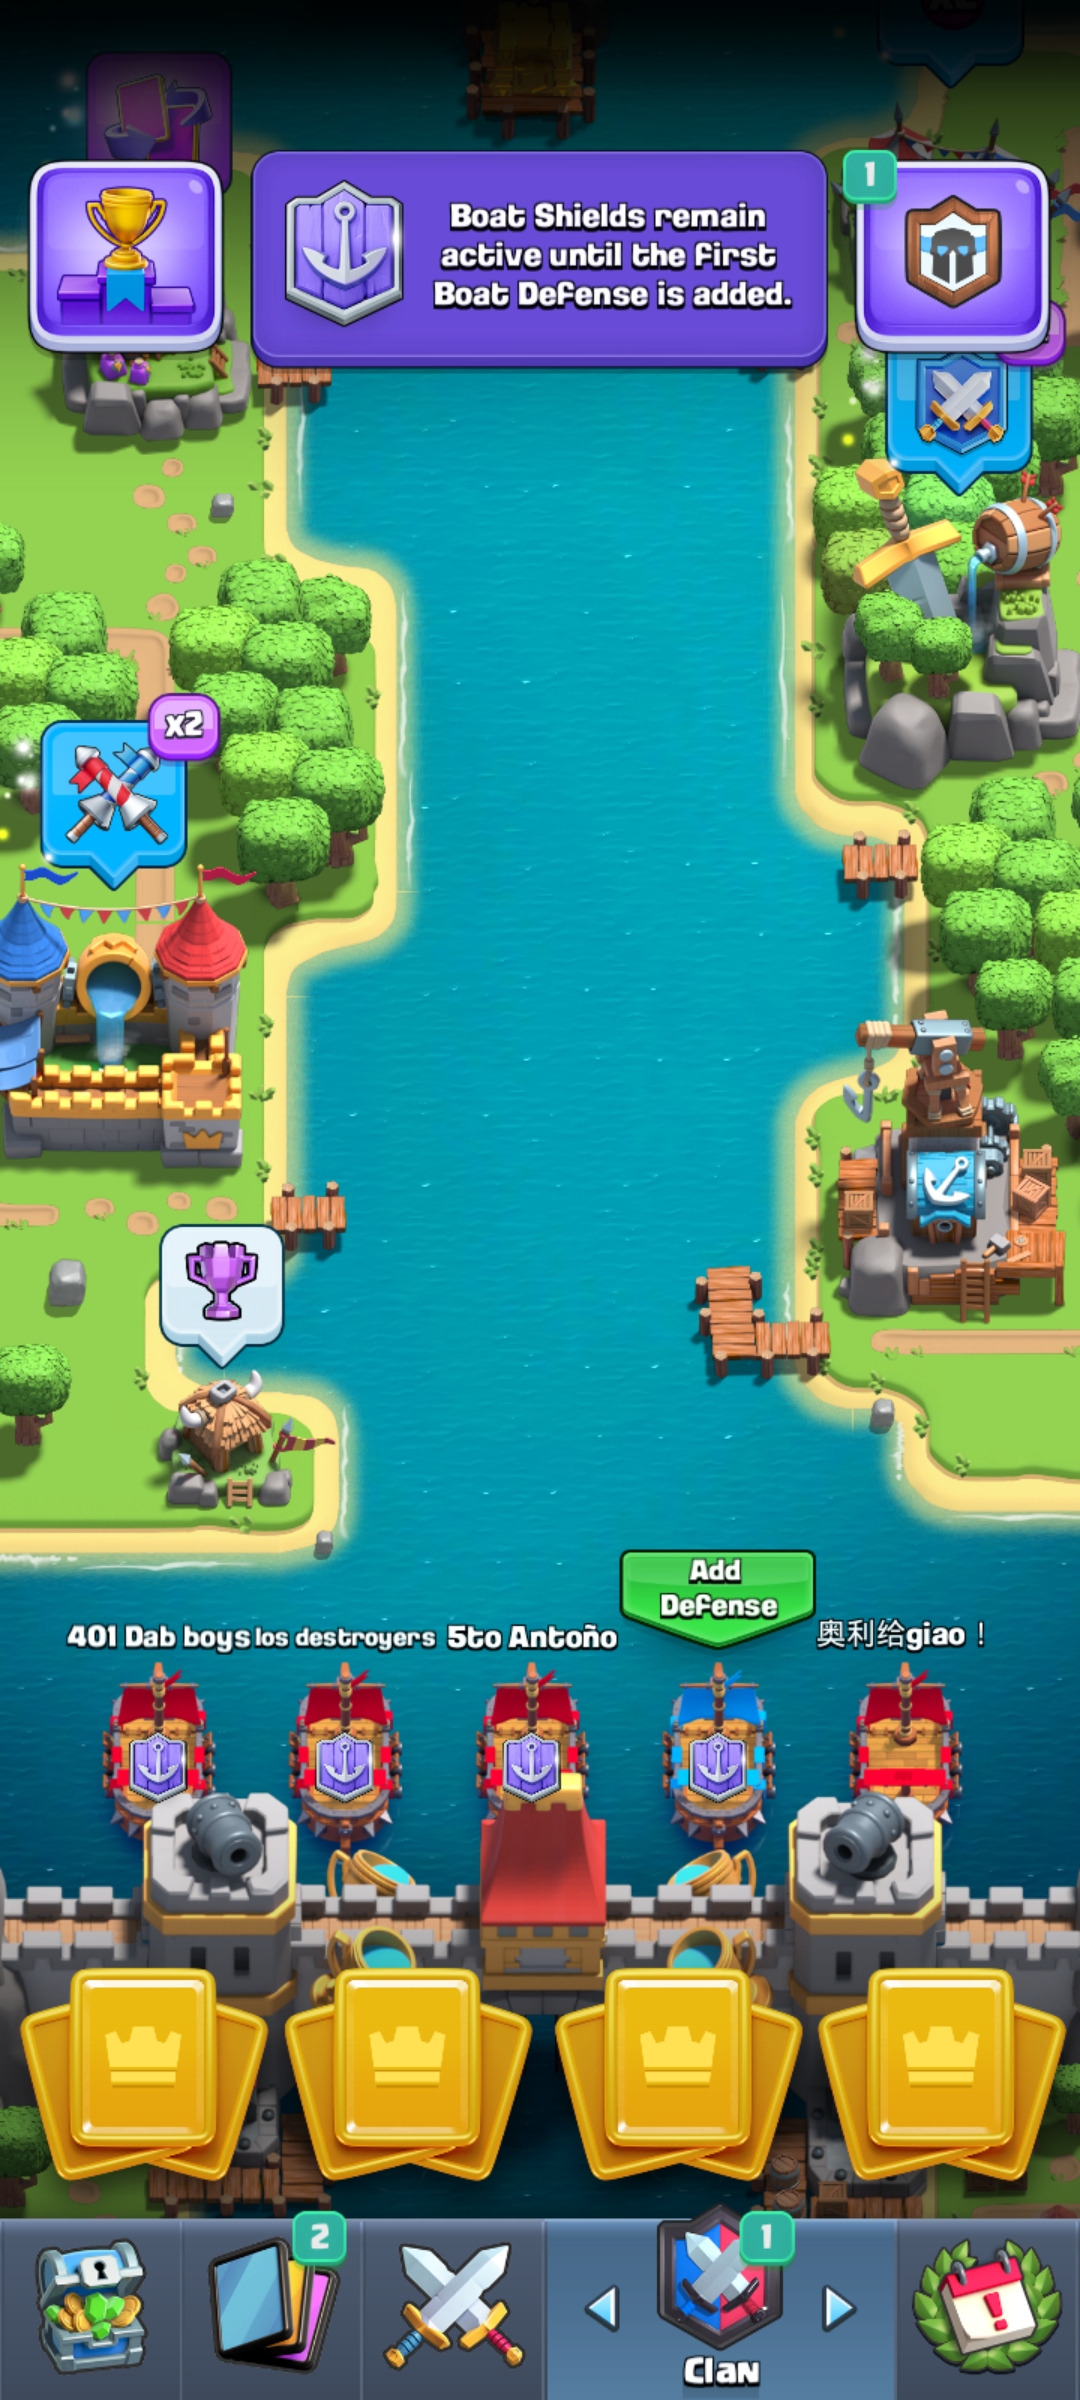 1
Boat Shields remain
active until the first
Boat Defense is added.
x2
Add
Defense
401 Dab boys los destroyers 5to Antoño 奥利给giao！
2
1
Clan